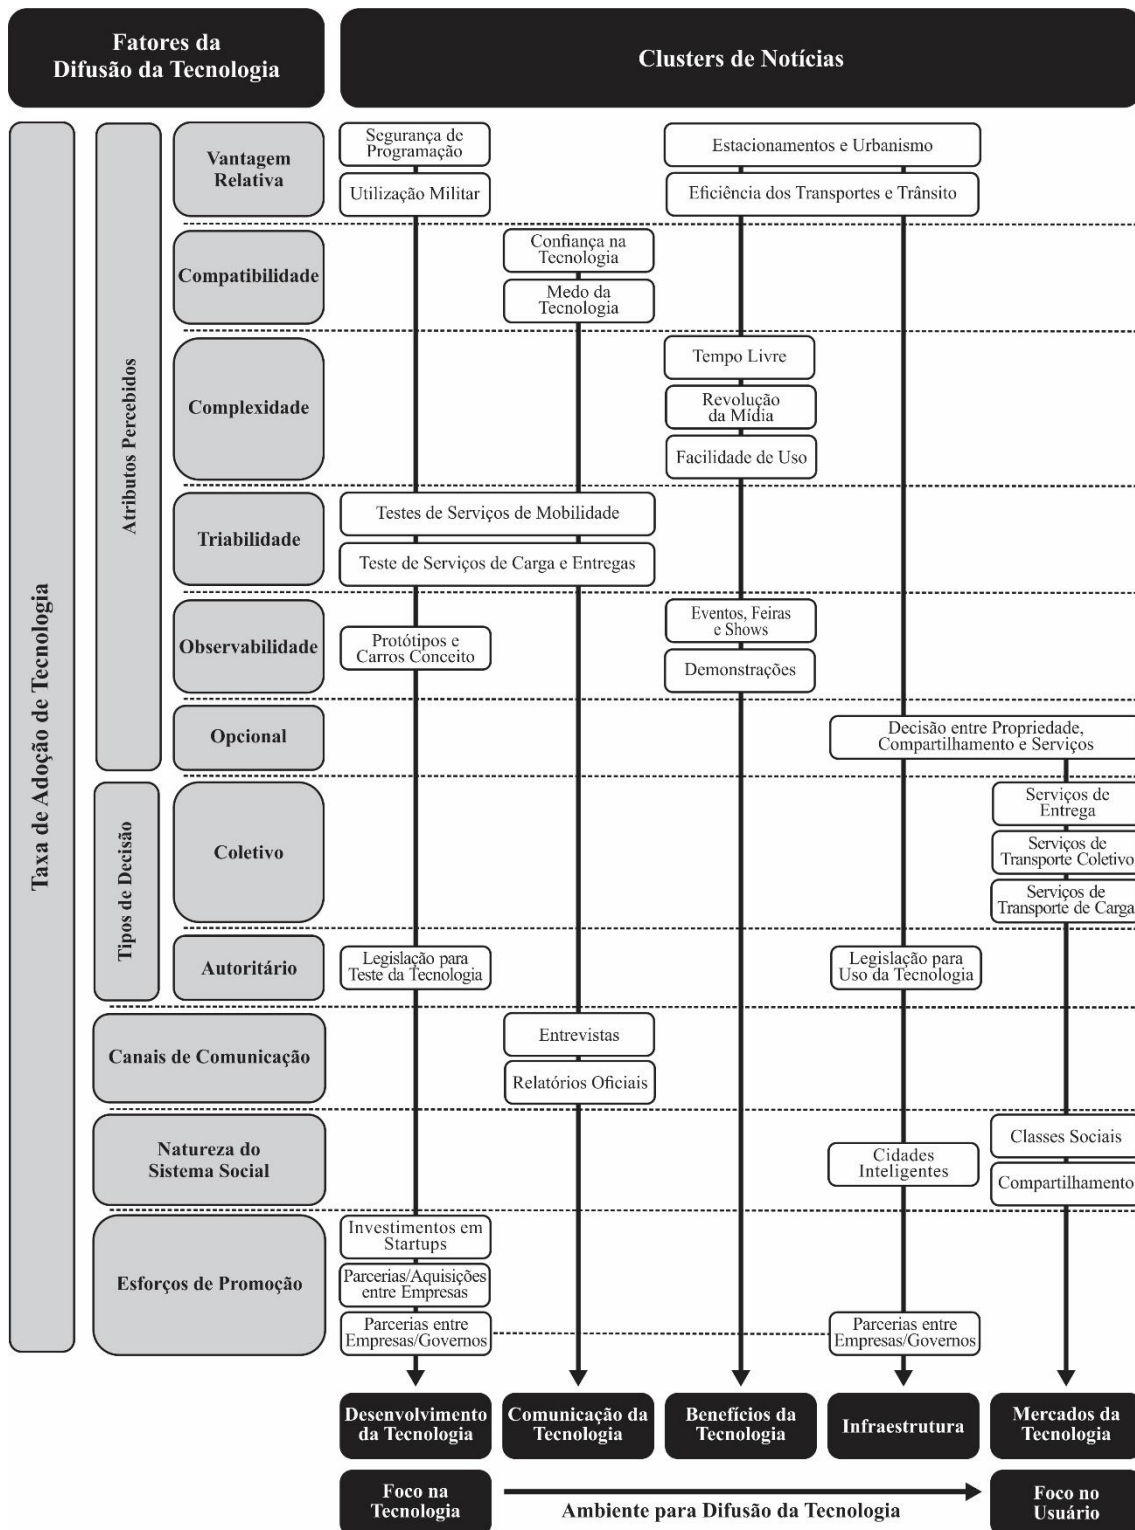 Fatores da
Difusão da Tecnologia
Clusters de Notícias
Taxa de Adoção de Tecnologia
Atributos Percebidos
Vantagem
Relativa
Segurança de
Programação
Utilização Militar
Estacionamentos e Urbanismo
Eficiência dos Transportes e Trânsito
Compatibilidade
Confiança na
Tecnologia
Medo da
Tecnologia
Complexidade
Tempo Livre
Revolução
da Mídia
Facilidade de Uso
Triabilidade
Testes de Serviços de Mobilidade
Teste de Serviços de Carga e Entregas
Observabilidade
Protótipos e
Carros Conceito
Eventos, Feiras
e Shows
Demonstrações
Opcional
Decisão entre Propriedade,
Compartilhamento e Serviços
Tipos de Decisão
Coletivo
Serviços de
Entrega
Serviços de
Transporte Coletivo
Serviços de
Transporte de Carga
Autoritário
Legislação para
Teste da Tecnologia
Legislação para
Uso da Tecnologia
Canais de Comunicação
Entrevistas
Relatórios Oficiais
Natureza do
Sistema Social
Cidades
Inteligentes
Classes Sociais
Compartilhamento
Esforços de Promoção
Investimentos em
Startups
Parcerias/Aquisições
entre Empresas
Parcerias entre
Empresas/Governos
Parcerias entre
Empresas/Governos
Desenvolvimento
da Tecnologia
Comunicação da
Tecnologia
Benefícios da
Tecnologia
Infraestrutura
Mercados da
Tecnologia
Foco na
Tecnologia
Ambiente para Difusão da Tecnologia
Foco no
Usuário